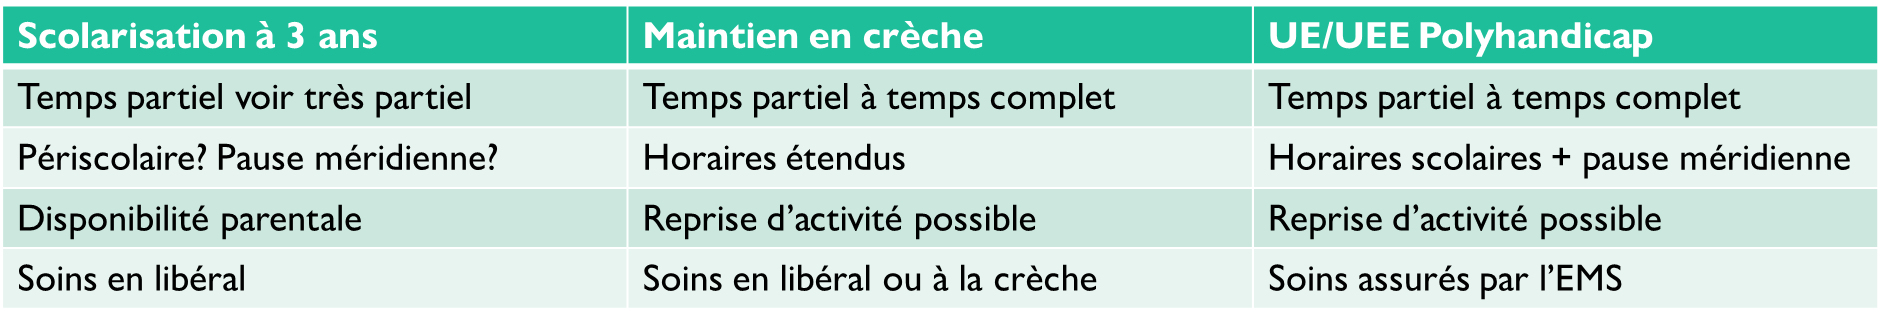 Scolarisation à 3 ans Maintien en crèche UE/UEE Polyhandicap
Temps partiel voir très partiel Temps partiel à temps complet Temps partiel à temps complet
Périscolaire? Pause méridienne? Horaires étendus Horaires scolaires + pause méridienne
Disponibilité parentale Reprise d’activité possible Reprise d’activité possible
Soins en libéral Soins en libéral ou à la crèche Soins assurés par l’EMS